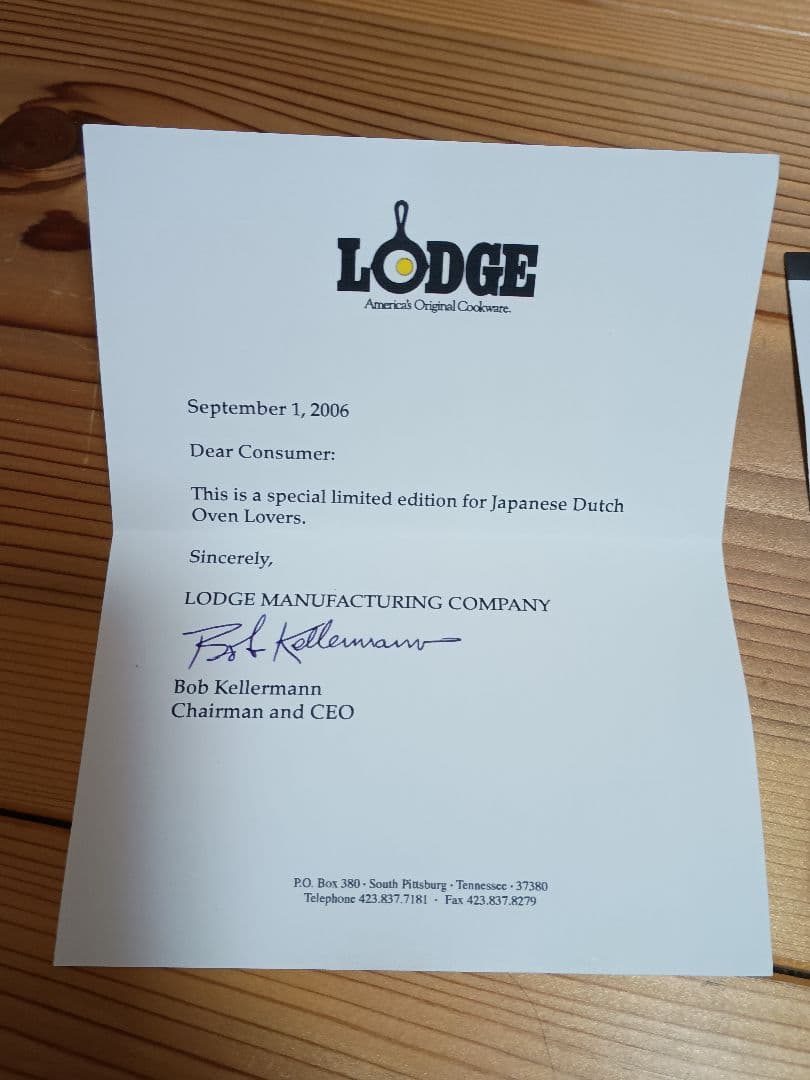 LODGE
America's Original Cookware.
September 1, 2006
Dear Consumer:
This is a special limited edition for Japanese Dutch
Oven Lovers.
Sincerely,
LODGE MANUFACTURING COMPANY
Bob Kellermann
Bob Kellermann
Chairman and CEO
P.O. Box 380 · South Pittsburg · Tennessee · 37380
Telephone 423.837.7181 · Fax 423.837.8279